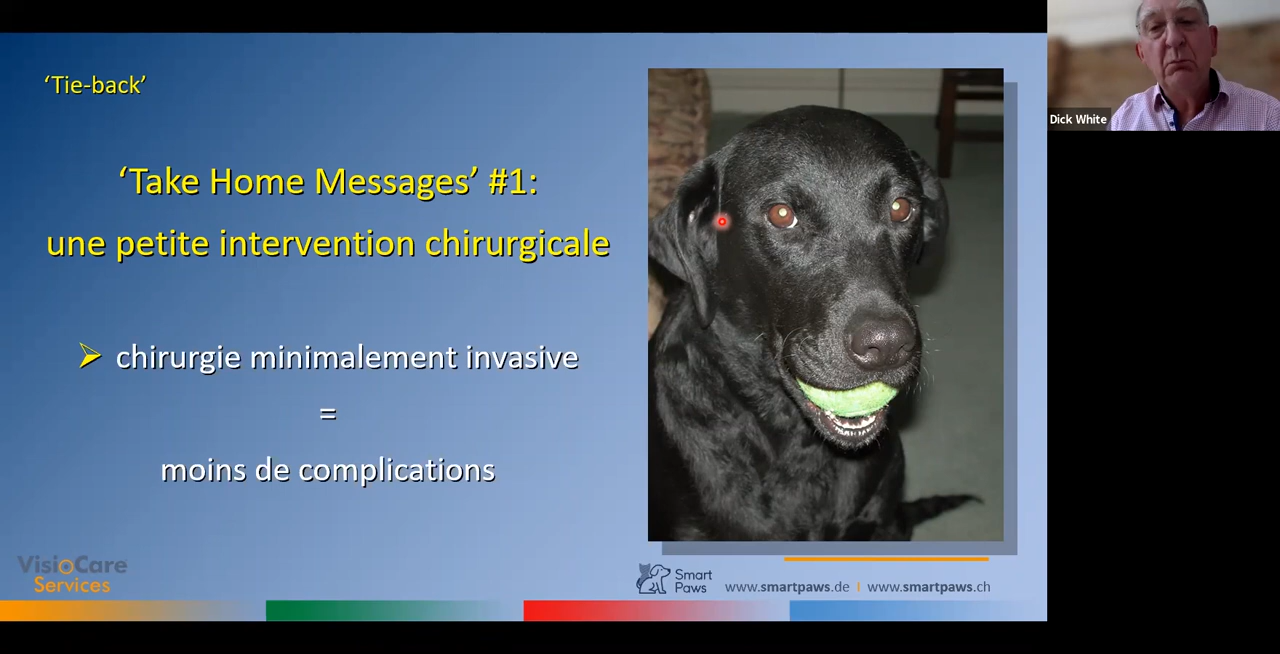 ‘Tie-back’
‘Take Home Messages’ #1:
une petite intervention chirurgicale
➢ chirurgie minimalement invasive
=
moins de complications
VisioCare
Services
Smart
Paws
www.smartpaws.de | www.smartpaws.ch
Dick White